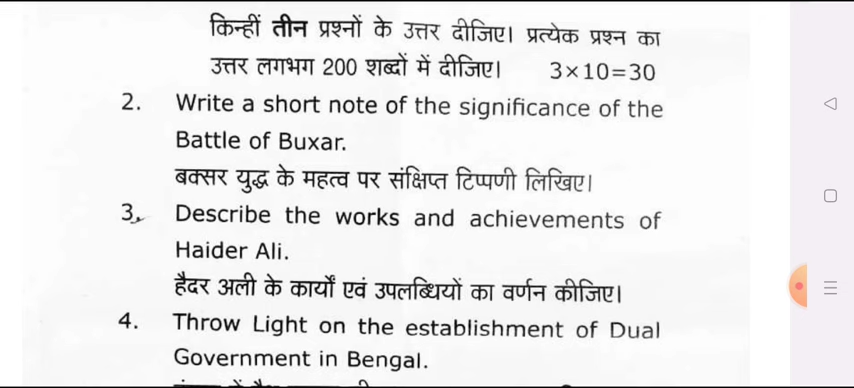 किन्हीं तीन प्रश्नों के उत्तर दीजिए। प्रत्येक प्रश्न का
उत्तर लगभग 200 शब्दों में दीजिए। 3×10=30
2. Write a short note of the significance of the
Battle of Buxar.
बक्सर युद्ध के महत्व पर संक्षिप्त टिप्पणी लिखिए।
3. Describe the works and achievements of
Haider Ali.
हैदर अली के कार्यों एवं उपलब्धियों का वर्णन कीजिए।
4. Throw Light on the establishment of Dual
Government in Bengal.